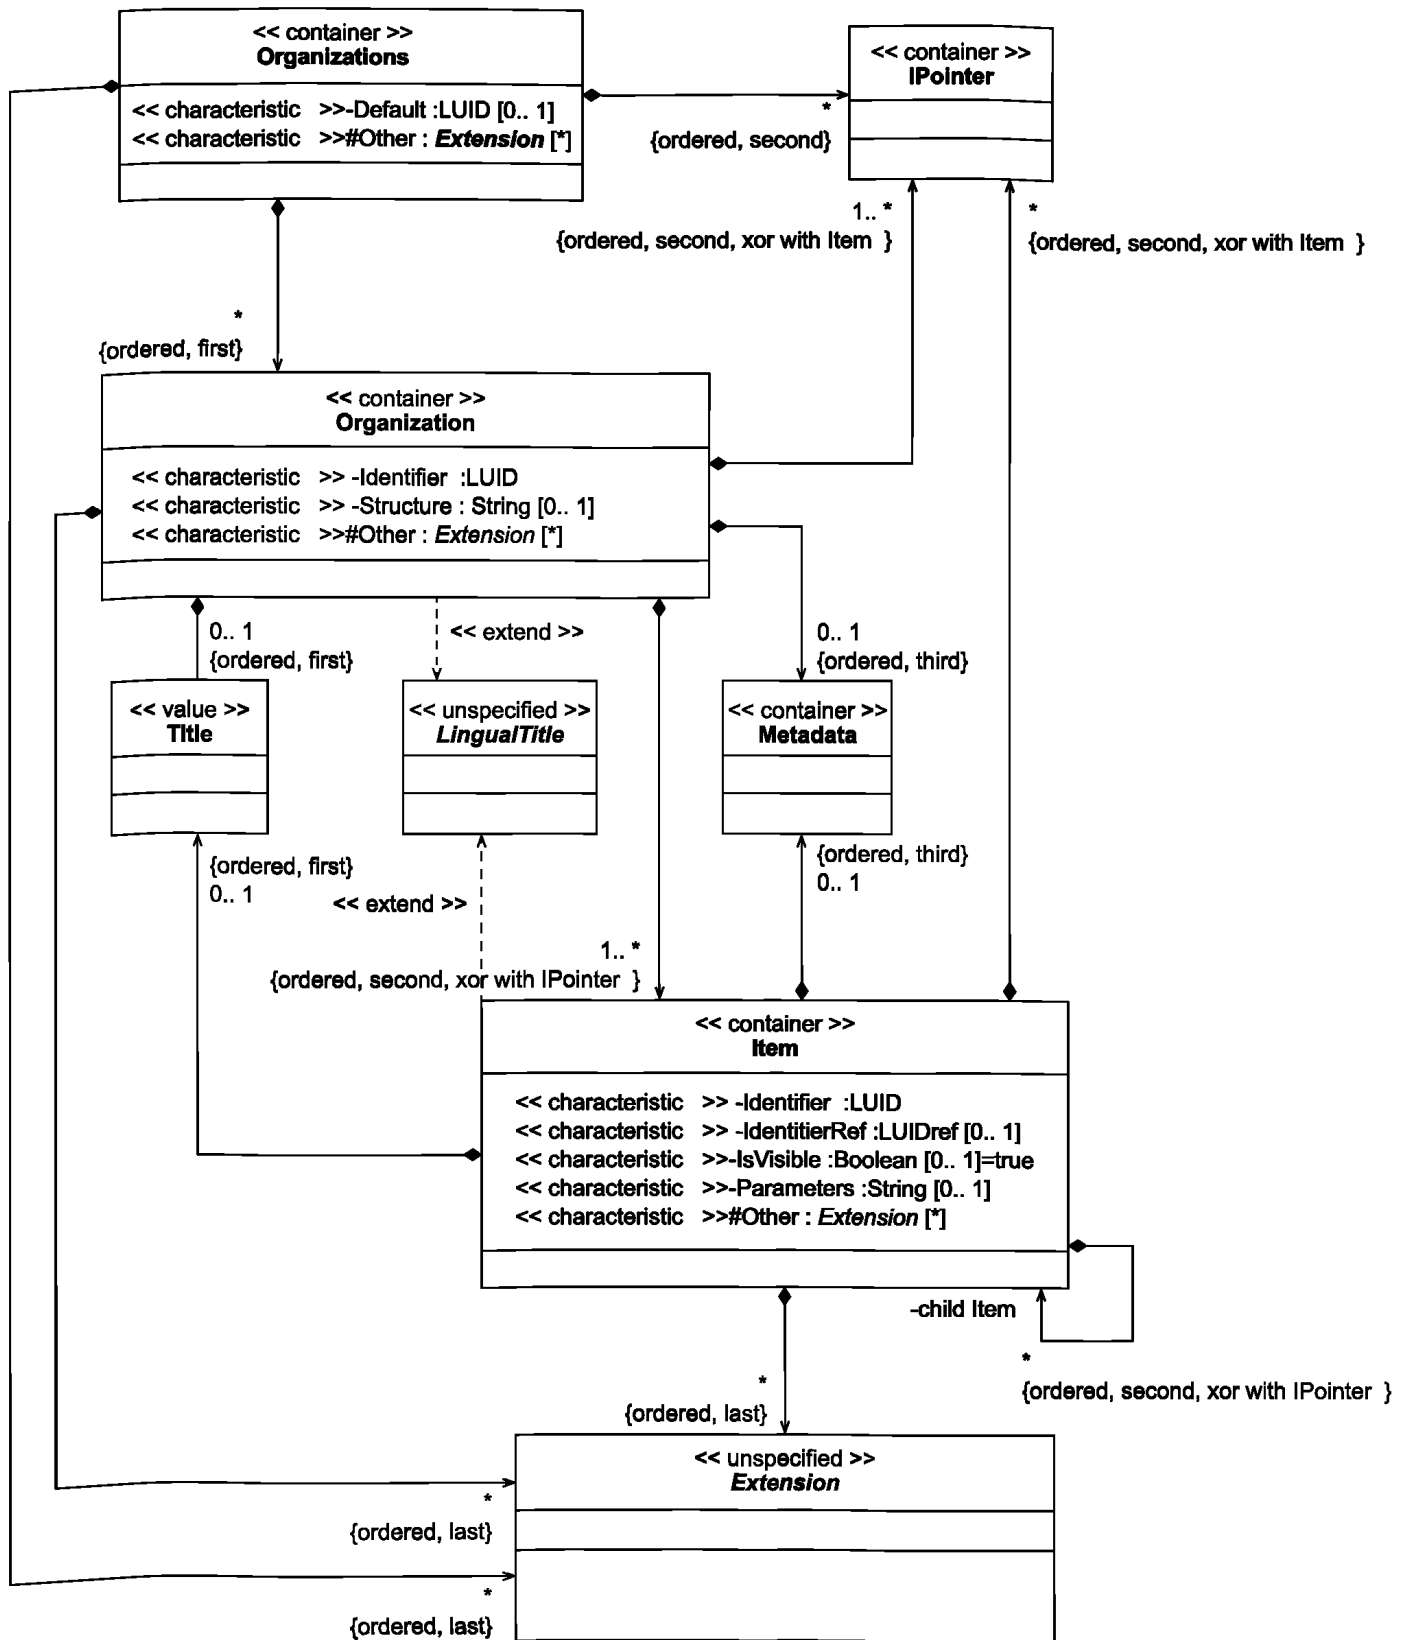 << container >>
Organizations
<< characteristic >>-Default :LUID [0.. 1]
<< characteristic >>#Other : Extension [*]
<< container >>
IPointer
*
{ordered, second}
1.. *
{ordered, second, xor with Item }
*
{ordered, second, xor with Item }
*
{ordered, first}
<< container >>
Organization
<< characteristic >> -Identifier :LUID
<< characteristic >> -Structure : String [0.. 1]
<< characteristic >>#Other : Extension [*]
0.. 1
{ordered, first}
<< extend >>
0.. 1
{ordered, third}
<< value >>
Title
<< unspecified >>
LingualTitle
<< container >>
Metadata
{ordered, first}
0.. 1
<< extend >>
{ordered, third}
0.. 1
1.. *
{ordered, second, xor with IPointer }
<< container >>
Item
<< characteristic >> -Identifier :LUID
<< characteristic >> -IdentitierRef :LUIDref [0.. 1]
<< characteristic >>-IsVisible :Boolean [0.. 1]=true
<< characteristic >>-Parameters :String [0.. 1]
<< characteristic >>#Other : Extension [*]
-child Item
*
{ordered, second, xor with IPointer }
*
{ordered, last}
<< unspecified >>
Extension
*
{ordered, last}
*
{ordered, last}